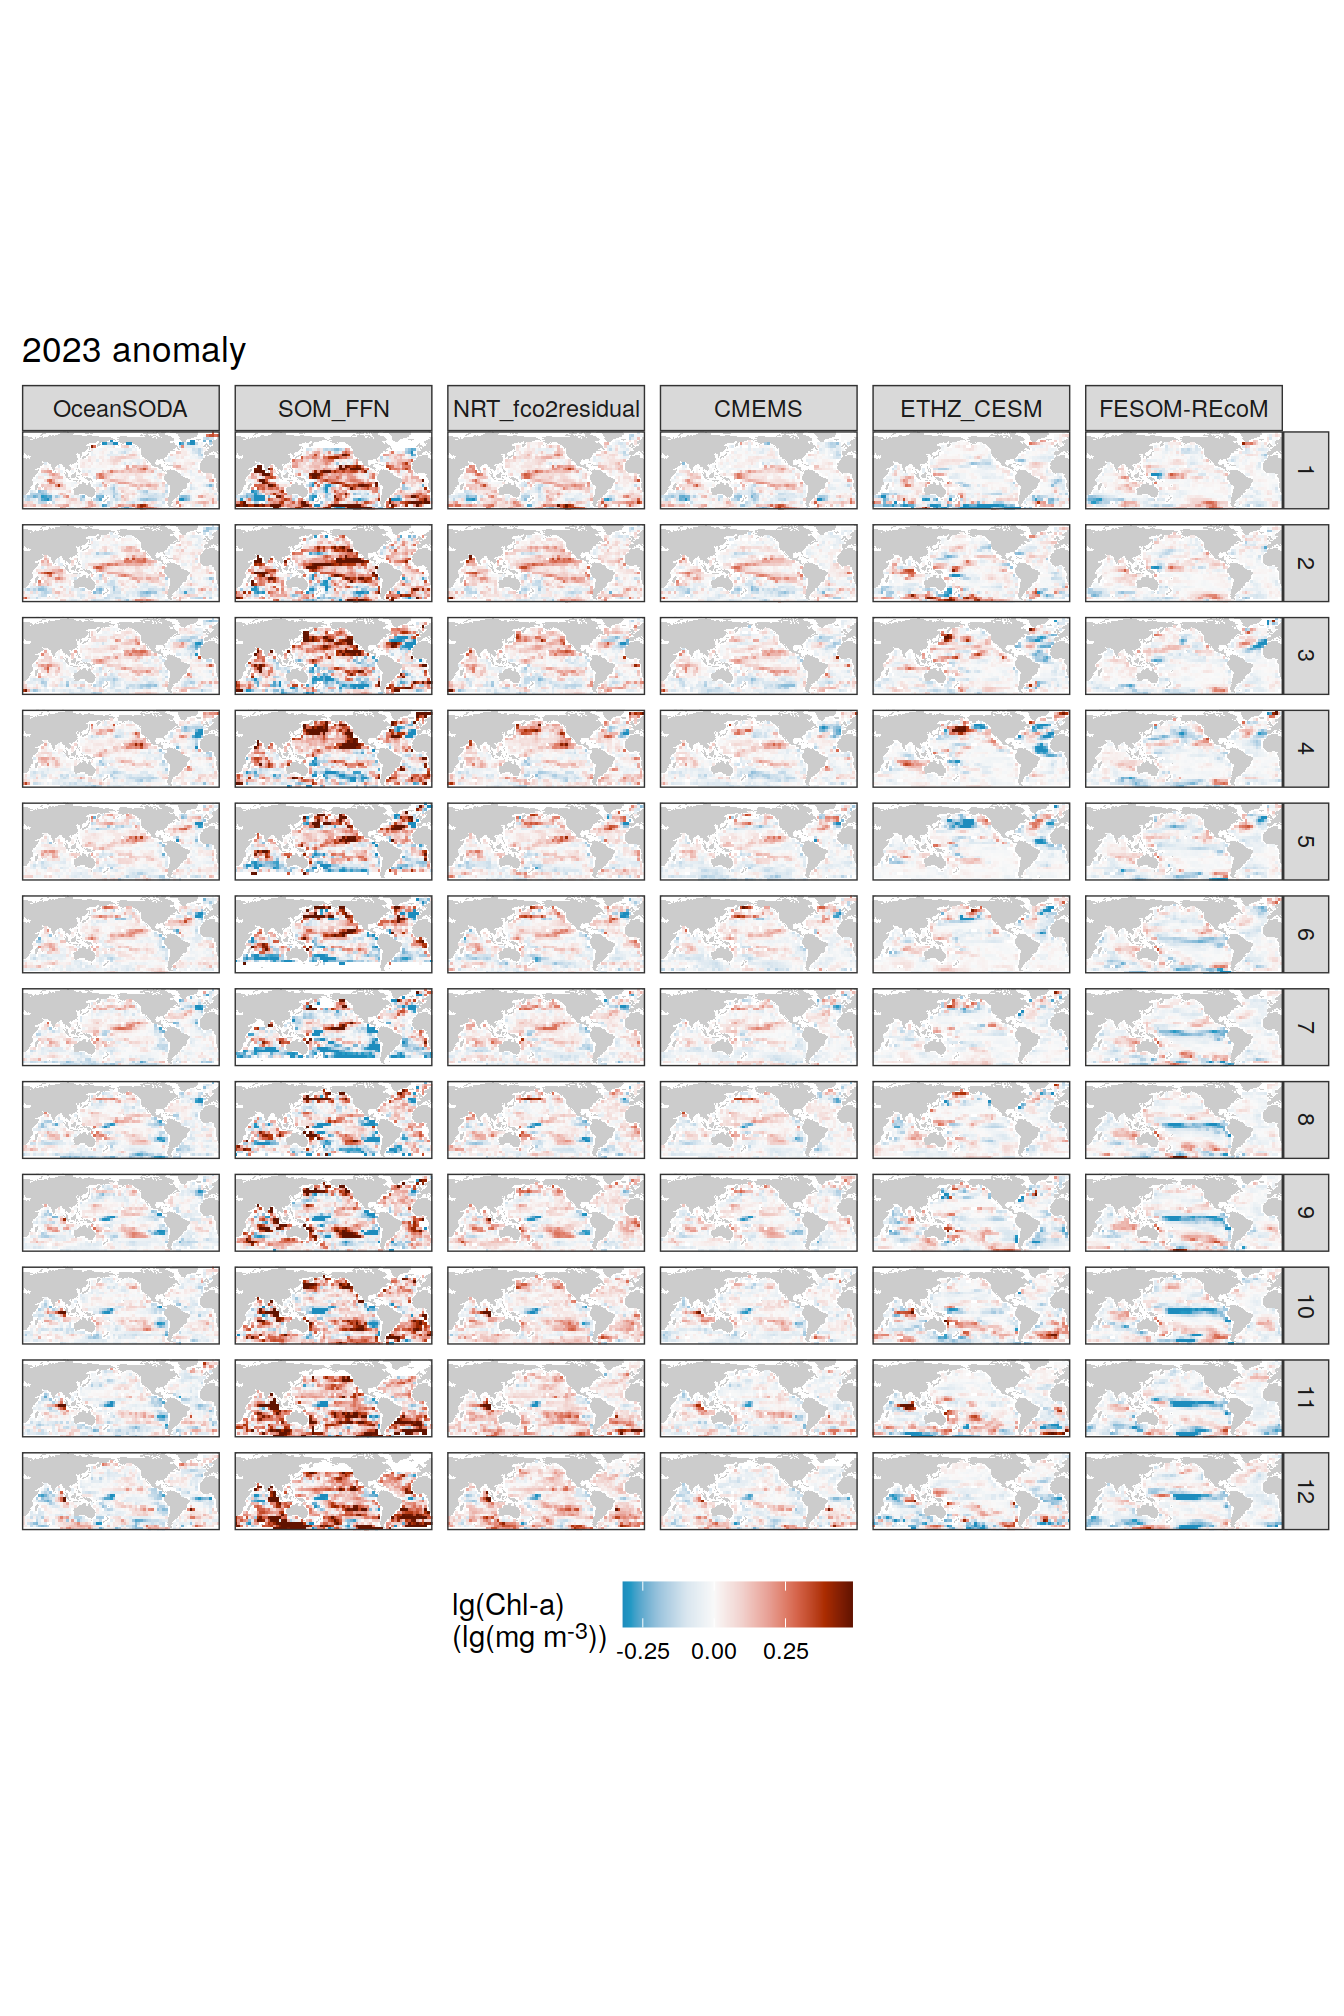 2023 anomaly
OceanSODA SOM_FFN NRT_fco2residual CMEMS ETHZ_CESM FESOM-REcoM
1
2
3
4
5
6
7
8
9
10
11
12
lg(Chl-a)
(lg(mg m-3))
-0.25 0.00 0.25